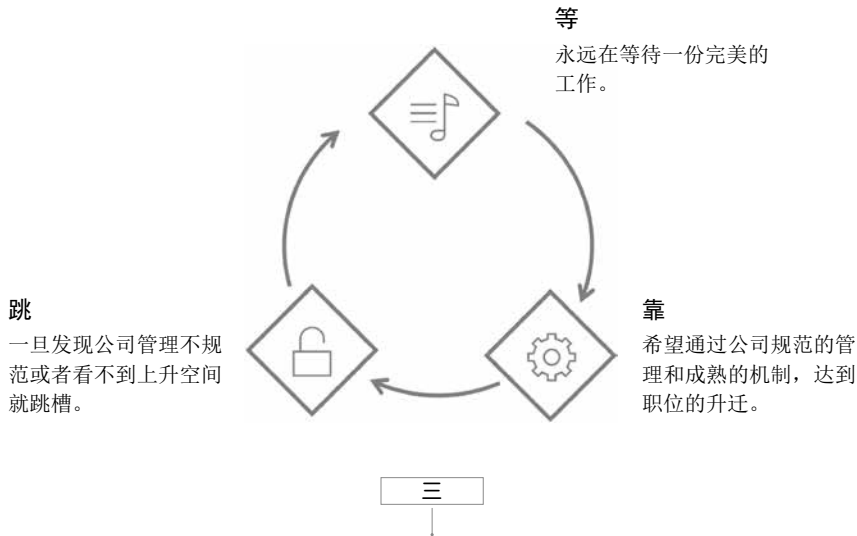 等
永远在等待一份完美的
工作。
跳
一旦发现公司管理不规
范或者看不到上升空间
就跳槽。
靠
希望通过公司规范的管
理和成熟的机制，达到
职位的升迁。
三